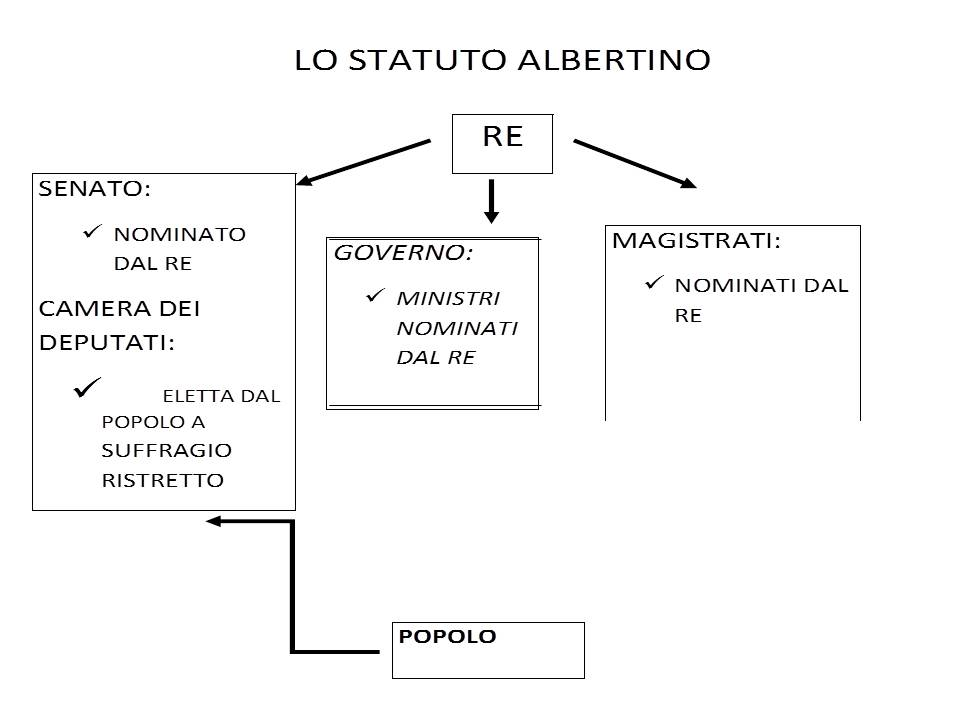 LO STATUTO ALBERTINO
RE
SENATO:
✓ NOMINATO
DAL RE
CAMERA DEI
DEPUTATI:
✓ ELETTA DAL
POPOLO A
SUFFRAGIO
RISTRETTO
GOVERNO:
✓ MINISTRI
NOMINATI
DAL RE
MAGISTRATI:
✓ NOMINATI DAL
RE
POPOLO